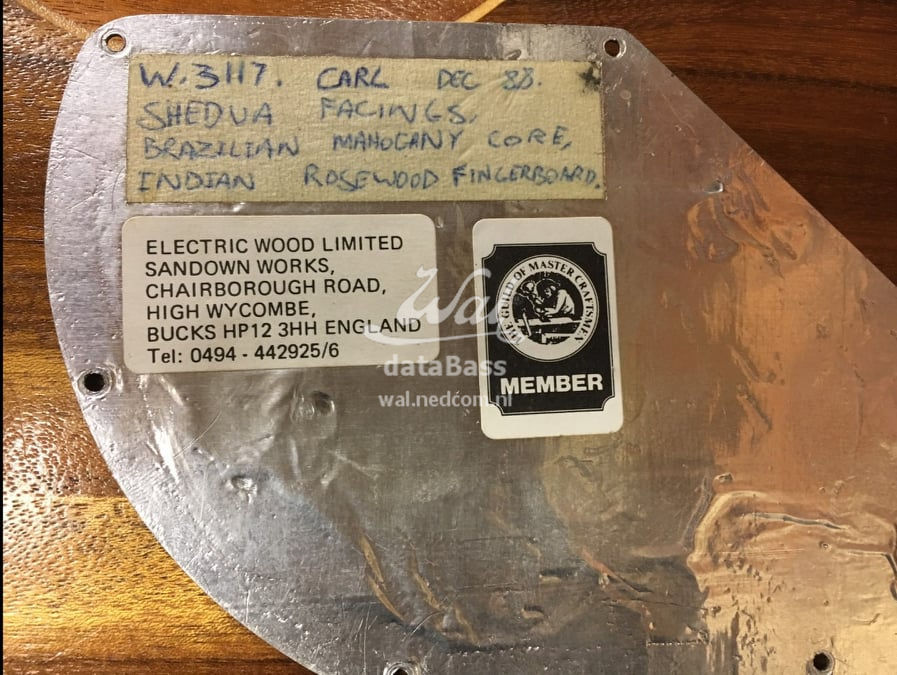 W.3117. CARL DEC 88.
SHEDUA FACINGS,
BRAZILIAN MAHOGANY CORE,
INDIAN ROSEWOOD FINGERBOARD.
ELECTRIC WOOD LIMITED
SANDOWN WORKS,
CHAIRBOROUGH ROAD,
HIGH WYCOMBE,
BUCKS HP12 3HH ENGLAND
Tel: 0494 - 442925/6
THE GUILD OF MASTER CRAFTSMEN
MEMBER
Wal
dataBass
wal.nedcom.nl